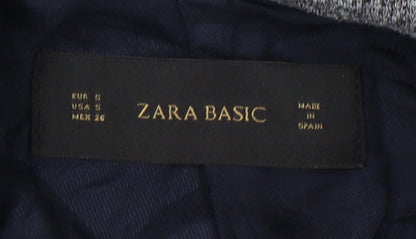 EUR S
USA S
MEX 26
ZARA BASIC
MADE
IN
SPAIN